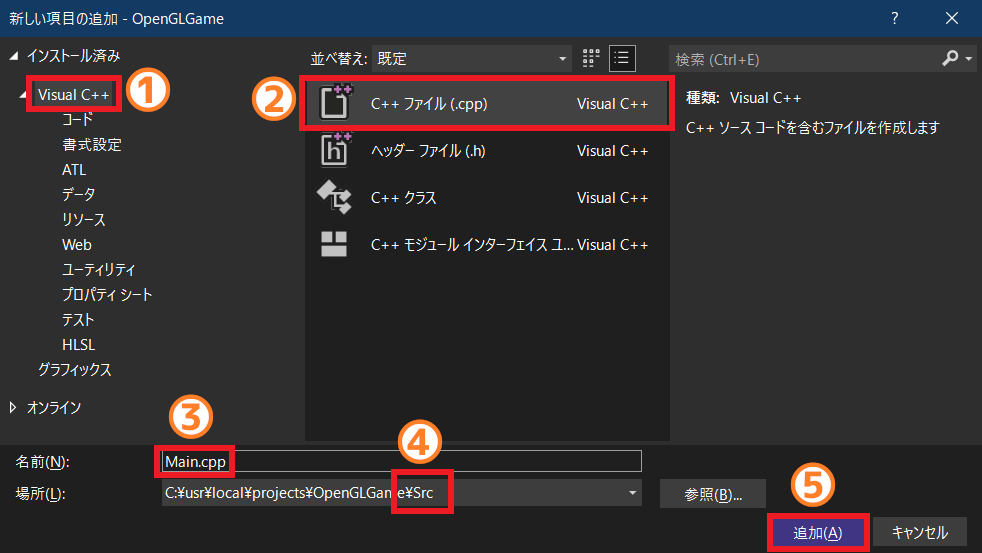 新しい項目の追加 - OpenGLGame ? ×
インストール済み
Visual C++
コード
書式設定
ATL
データ
リソース
Web
ユーティリティ
プロパティ シート
テスト
HLSL
グラフィックス
オンライン
①
並べ替え: 既定
②
C++ ファイル (.cpp) Visual C++
ヘッダー ファイル (.h) Visual C++
C++ クラス Visual C++
C++ モジュール インターフェイス ユ... Visual C++
検索 (Ctrl+E)
種類: Visual C++
C++ ソース コードを含むファイルを作成します
③
名前(N): Main.cpp
④
場所(L): C:¥usr¥local¥projects¥OpenGLGame¥Src 参照(B)...
⑤
追加(A) キャンセル